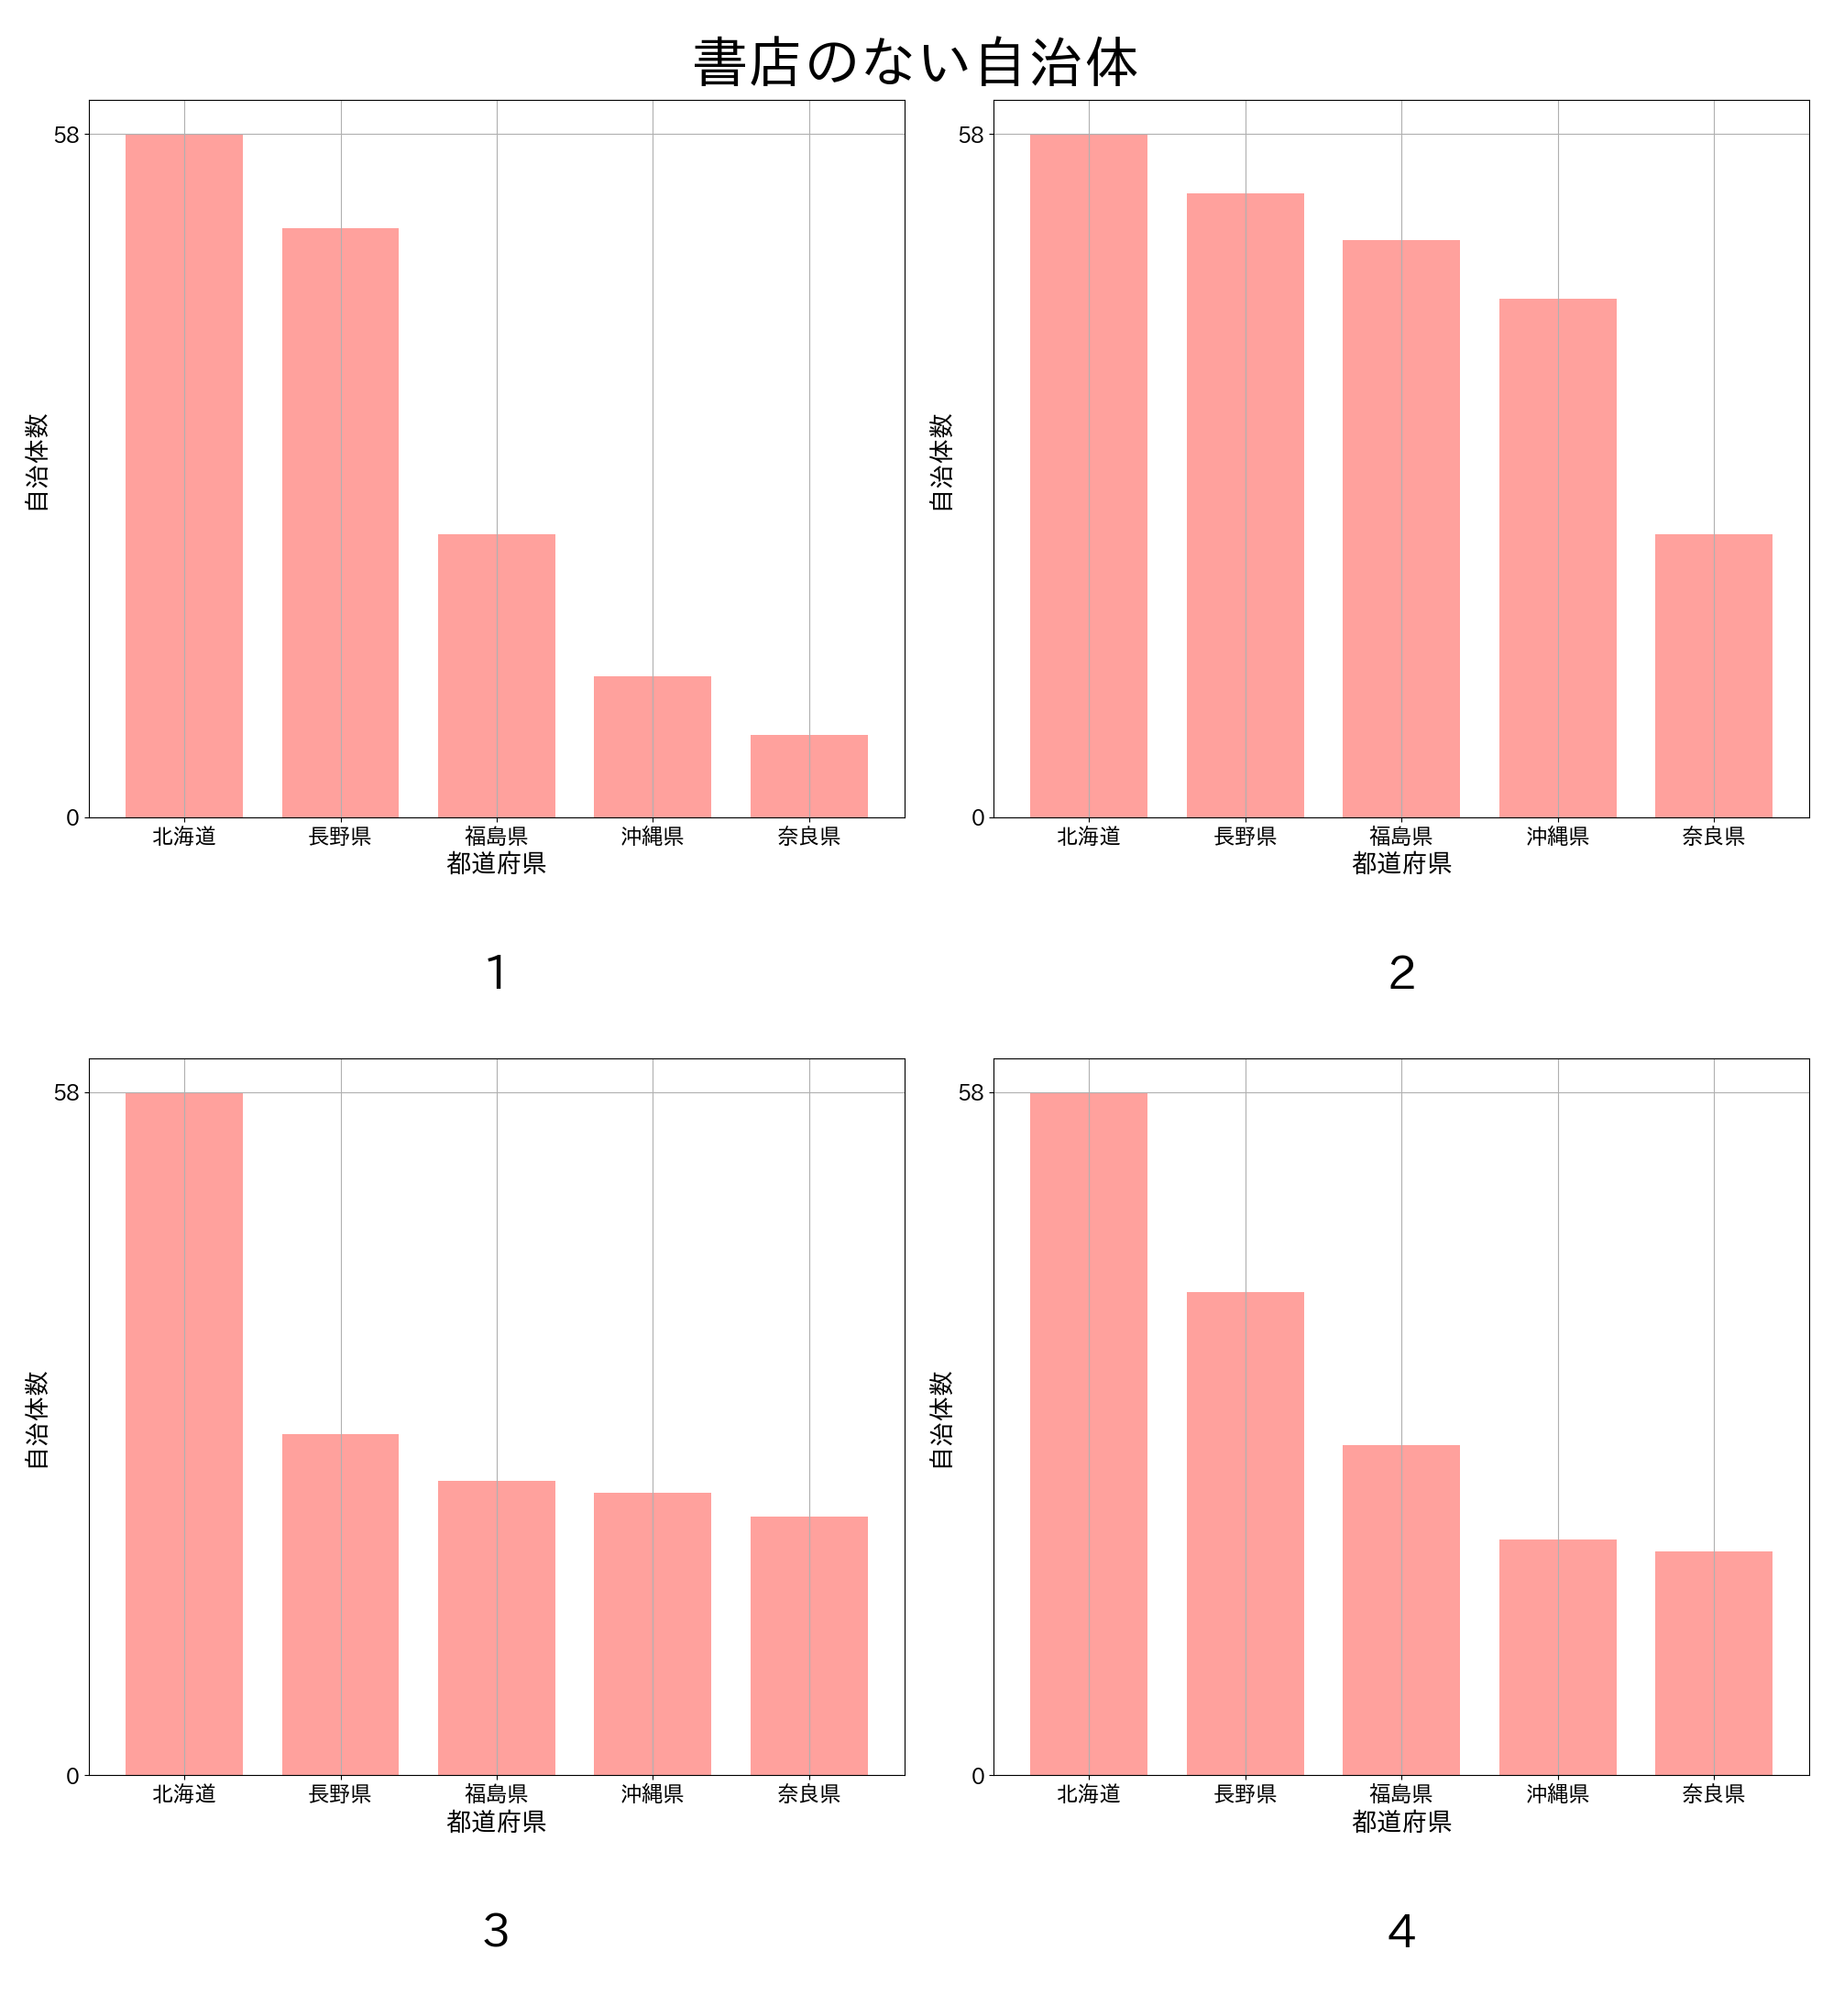 書店のない自治体
58
0
自治体数
北海道 長野県 福島県 沖縄県 奈良県
都道府県
1
58
0
自治体数
北海道 長野県 福島県 沖縄県 奈良県
都道府県
2
58
0
自治体数
北海道 長野県 福島県 沖縄県 奈良県
都道府県
3
58
0
自治体数
北海道 長野県 福島県 沖縄県 奈良県
都道府県
4